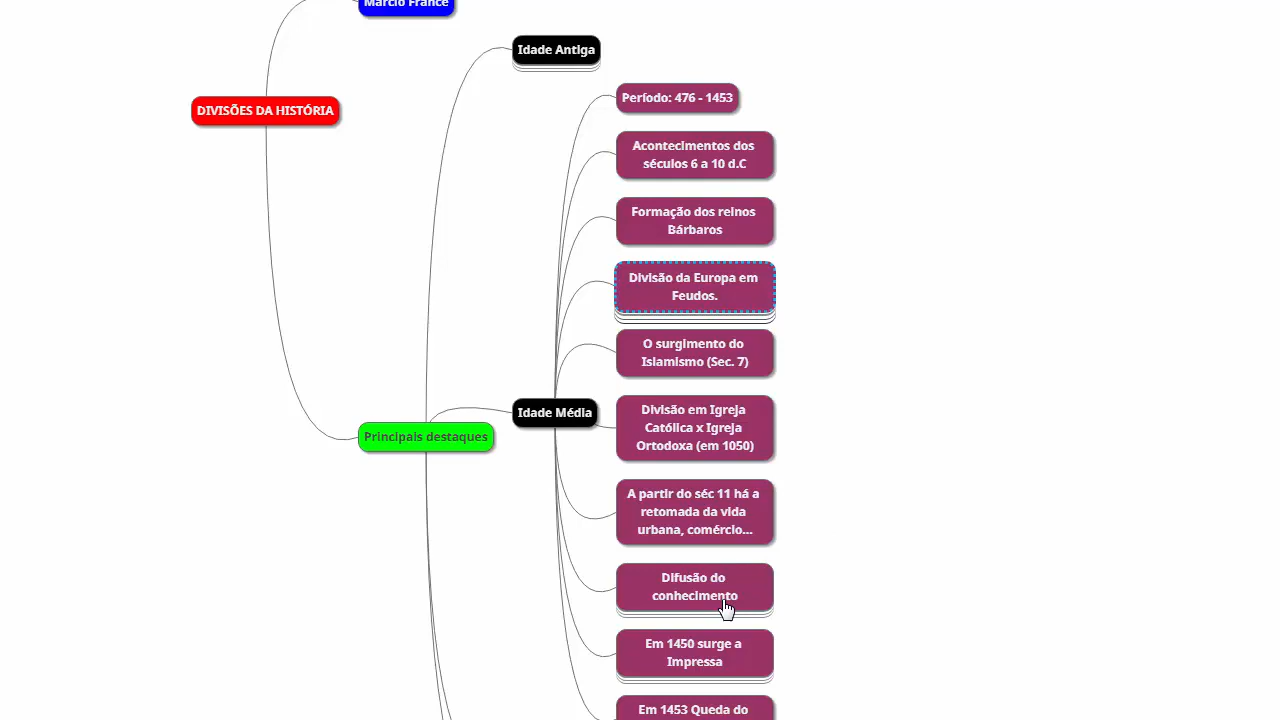 Márcio France
Idade Antiga
Período: 476 - 1453
DIVISÕES DA HISTÓRIA
Acontecimentos dos
séculos 6 a 10 d.C
Formação dos reinos
Bárbaros
Divisão da Europa em
Feudos.
O surgimento do
Islamismo (Sec. 7)
Divisão em Igreja
Católica x Igreja
Ortodoxa (em 1050)
Idade Média
Principais destaques
A partir do séc 11 há a
retomada da vida
urbana, comércio...
Difusão do
conhecimento
Em 1450 surge a
Impressa
Em 1453 Queda do